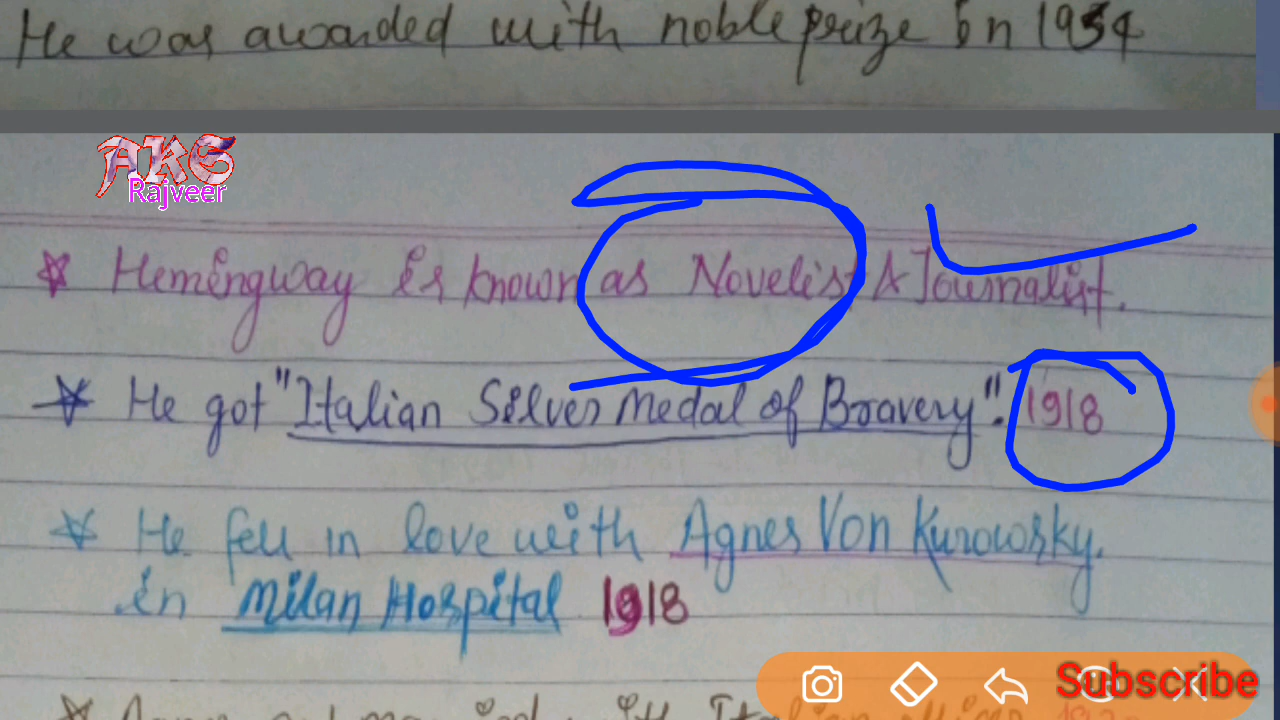 He was awarded with noble prize in 1954
AKS
Rajveer
Hemingway is known as Novelist & Journalist.
He got "Italian Silver Medal of Bravery". 1918
He fell in love with Agnes Von Kurowsky.
in Milan Hospital 1918
Subscribe